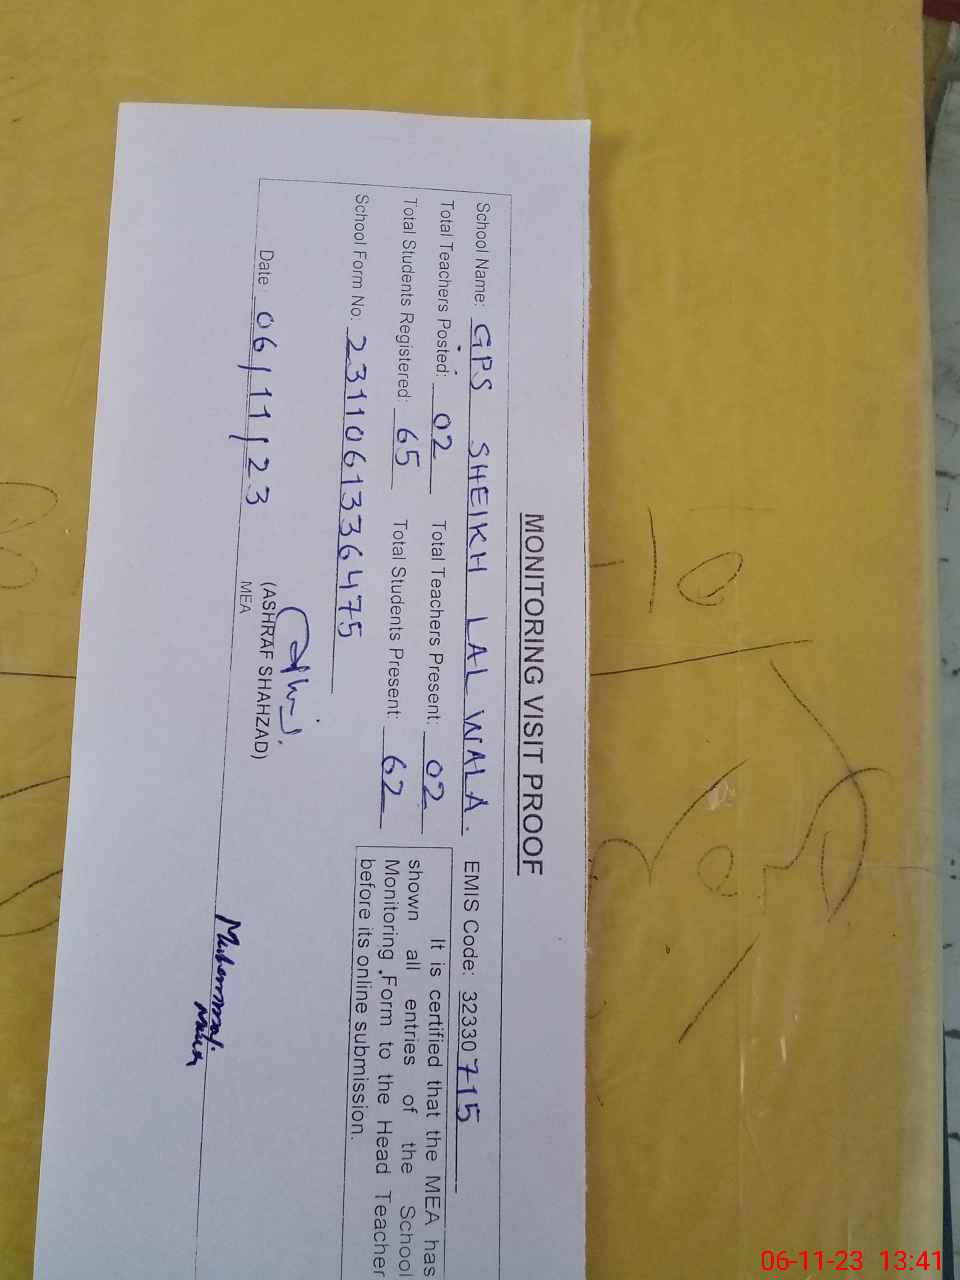 MONITORING VISIT PROOF
School Name: GPS SHEIKH LAL WALA. EMIS Code: 32330715
Total Teachers Posted: 02 Total Teachers Present: 02
Total Students Registered: 65 Total Students Present: 62
School Form No: 2311061336475
It is certified that the MEA has
shown all entries of the School
Monitoring Form to the Head Teacher
before its online submission.
Date: 06/11/23
(ASHRAF SHAHZAD)
MEA
Muhammad
06-11-23 13:41